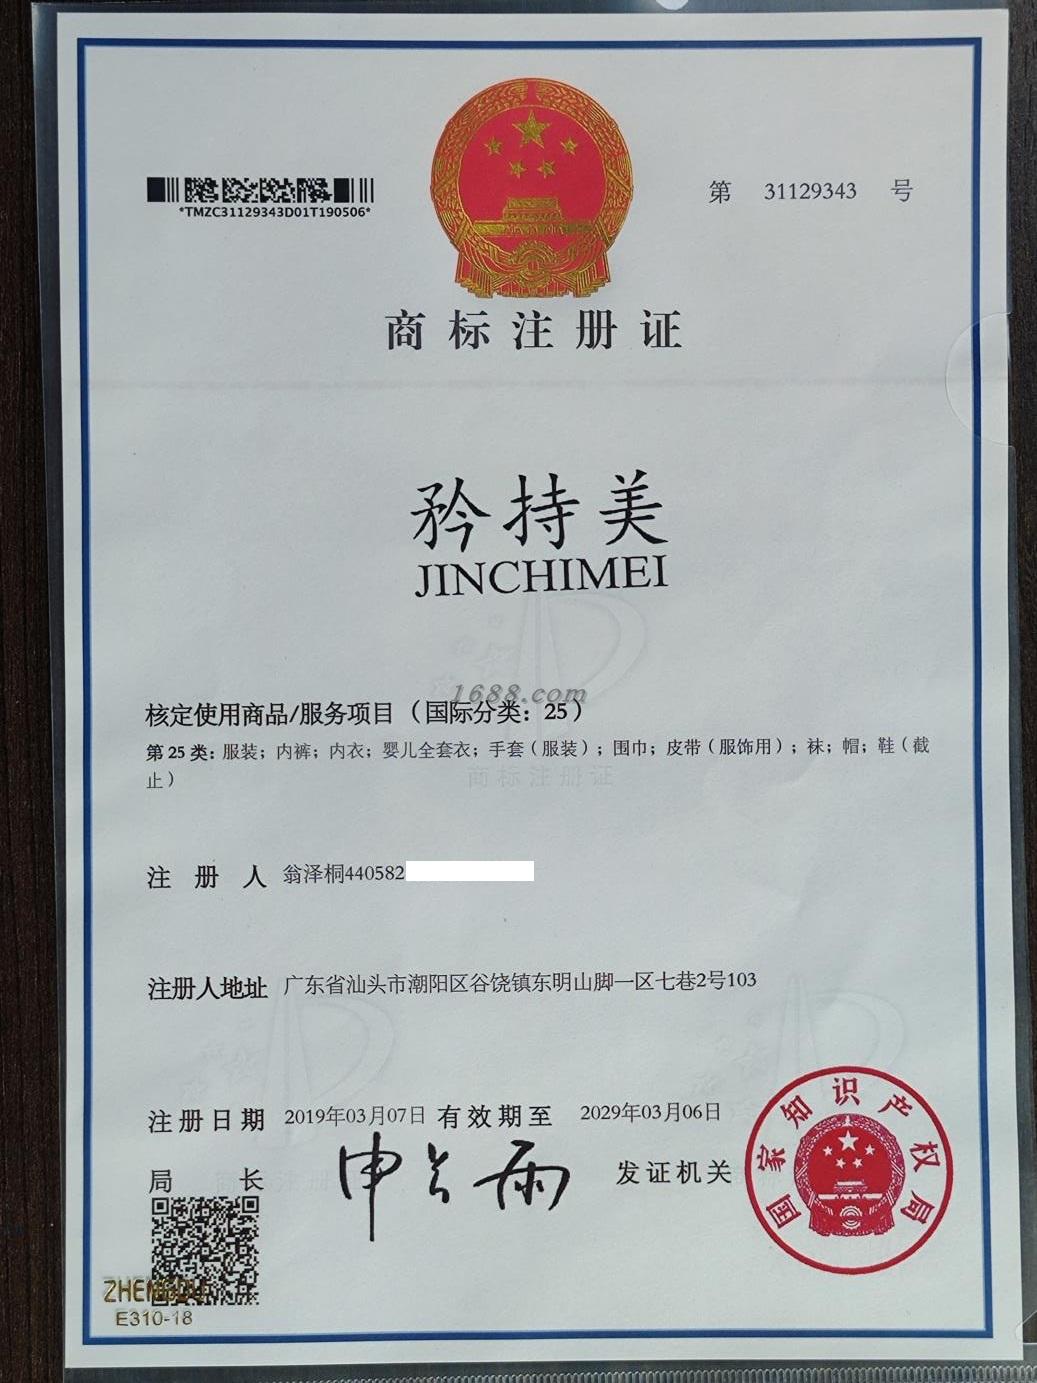 *TMZC31129343D01T190506*
第 31129343 号
商标注册证
矜持美
JINCHIMEI
1688.com
核定使用商品/服务项目（国际分类：25）
第25类：服装；内裤；内衣；婴儿全套衣；手套（服装）；围巾；皮带（服饰用）；袜；帽；鞋（截
止）
商标注册证
注册人 翁泽桐440582
注册人地址 广东省汕头市潮阳区谷饶镇东明山脚一区七巷2号103
注册日期 2019年03月07日 有效期至 2029年03月06日
局长 申长雨 发证机关
国家知识产权局
ZHENGDU
E310-18